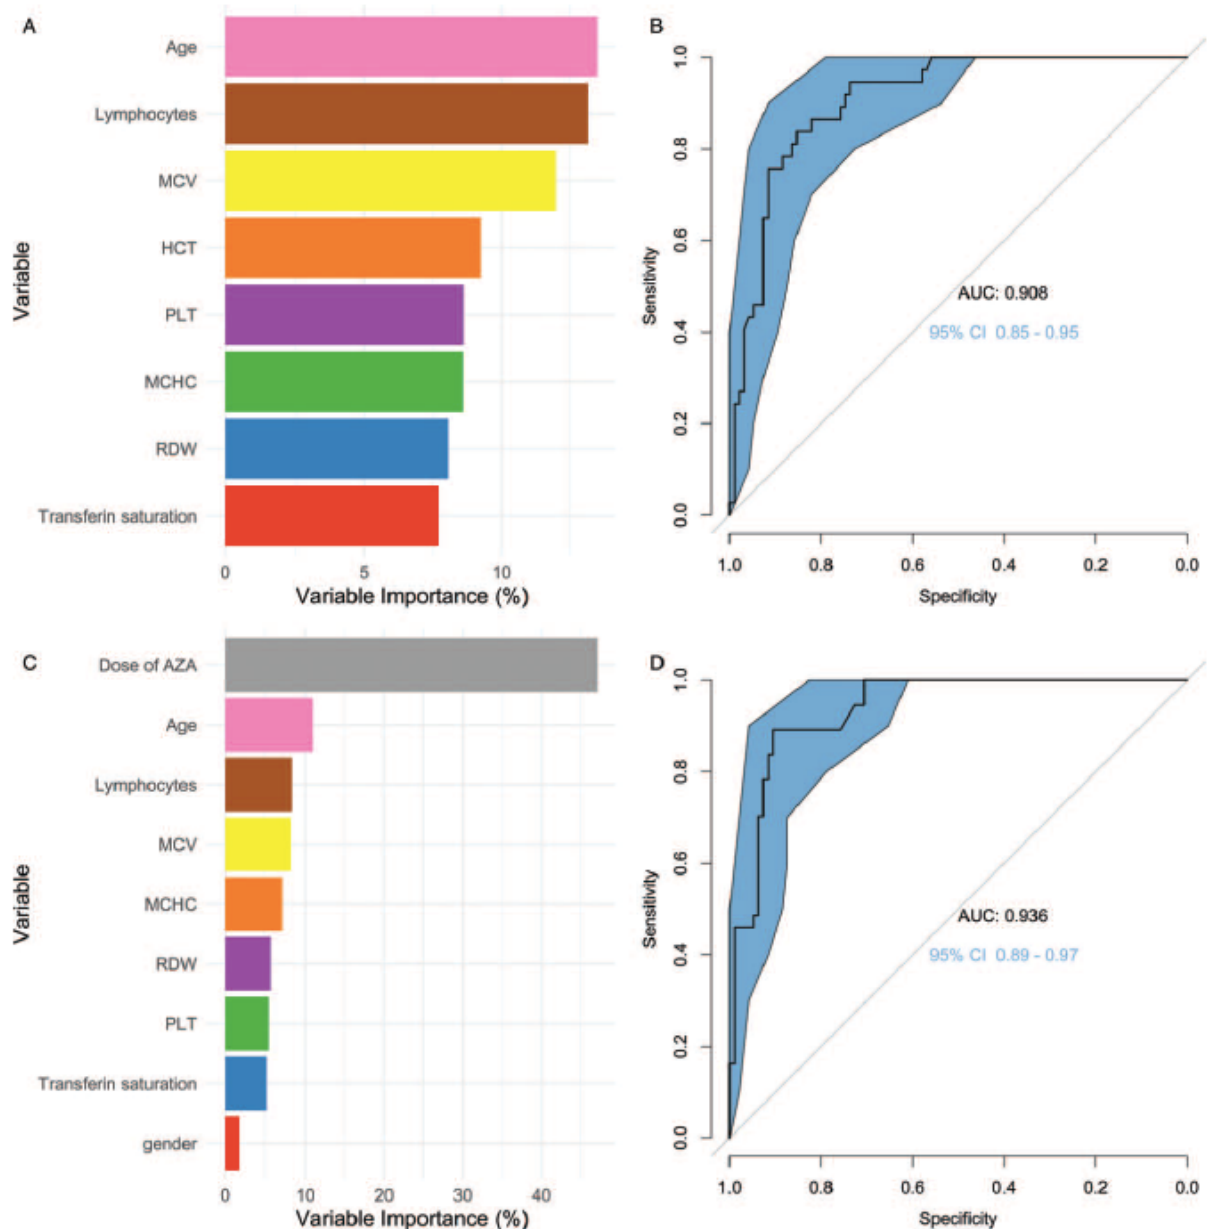 A
Variable
Age
Lymphocytes
MCV
HCT
PLT
MCHC
RDW
Transferin saturation
0 5 10
Variable Importance (%)
B
Sensitivity
1.0
0.8
0.6
0.4
0.2
0.0
AUC: 0.908
95% CI 0.85 - 0.95
1.0 0.8 0.6 0.4 0.2 0.0
Specificity
C
Variable
Dose of AZA
Age
Lymphocytes
MCV
MCHC
RDW
PLT
Transferin saturation
gender
0 10 30 40
Variable Importance (%)
D
Sensitivity
1.0
0.8
0.6
0.4
0.2
0.0
AUC: 0.936
95% CI 0.89 - 0.97
1.0 0.8 0.6 0.4 0.2 0.0
Specificity